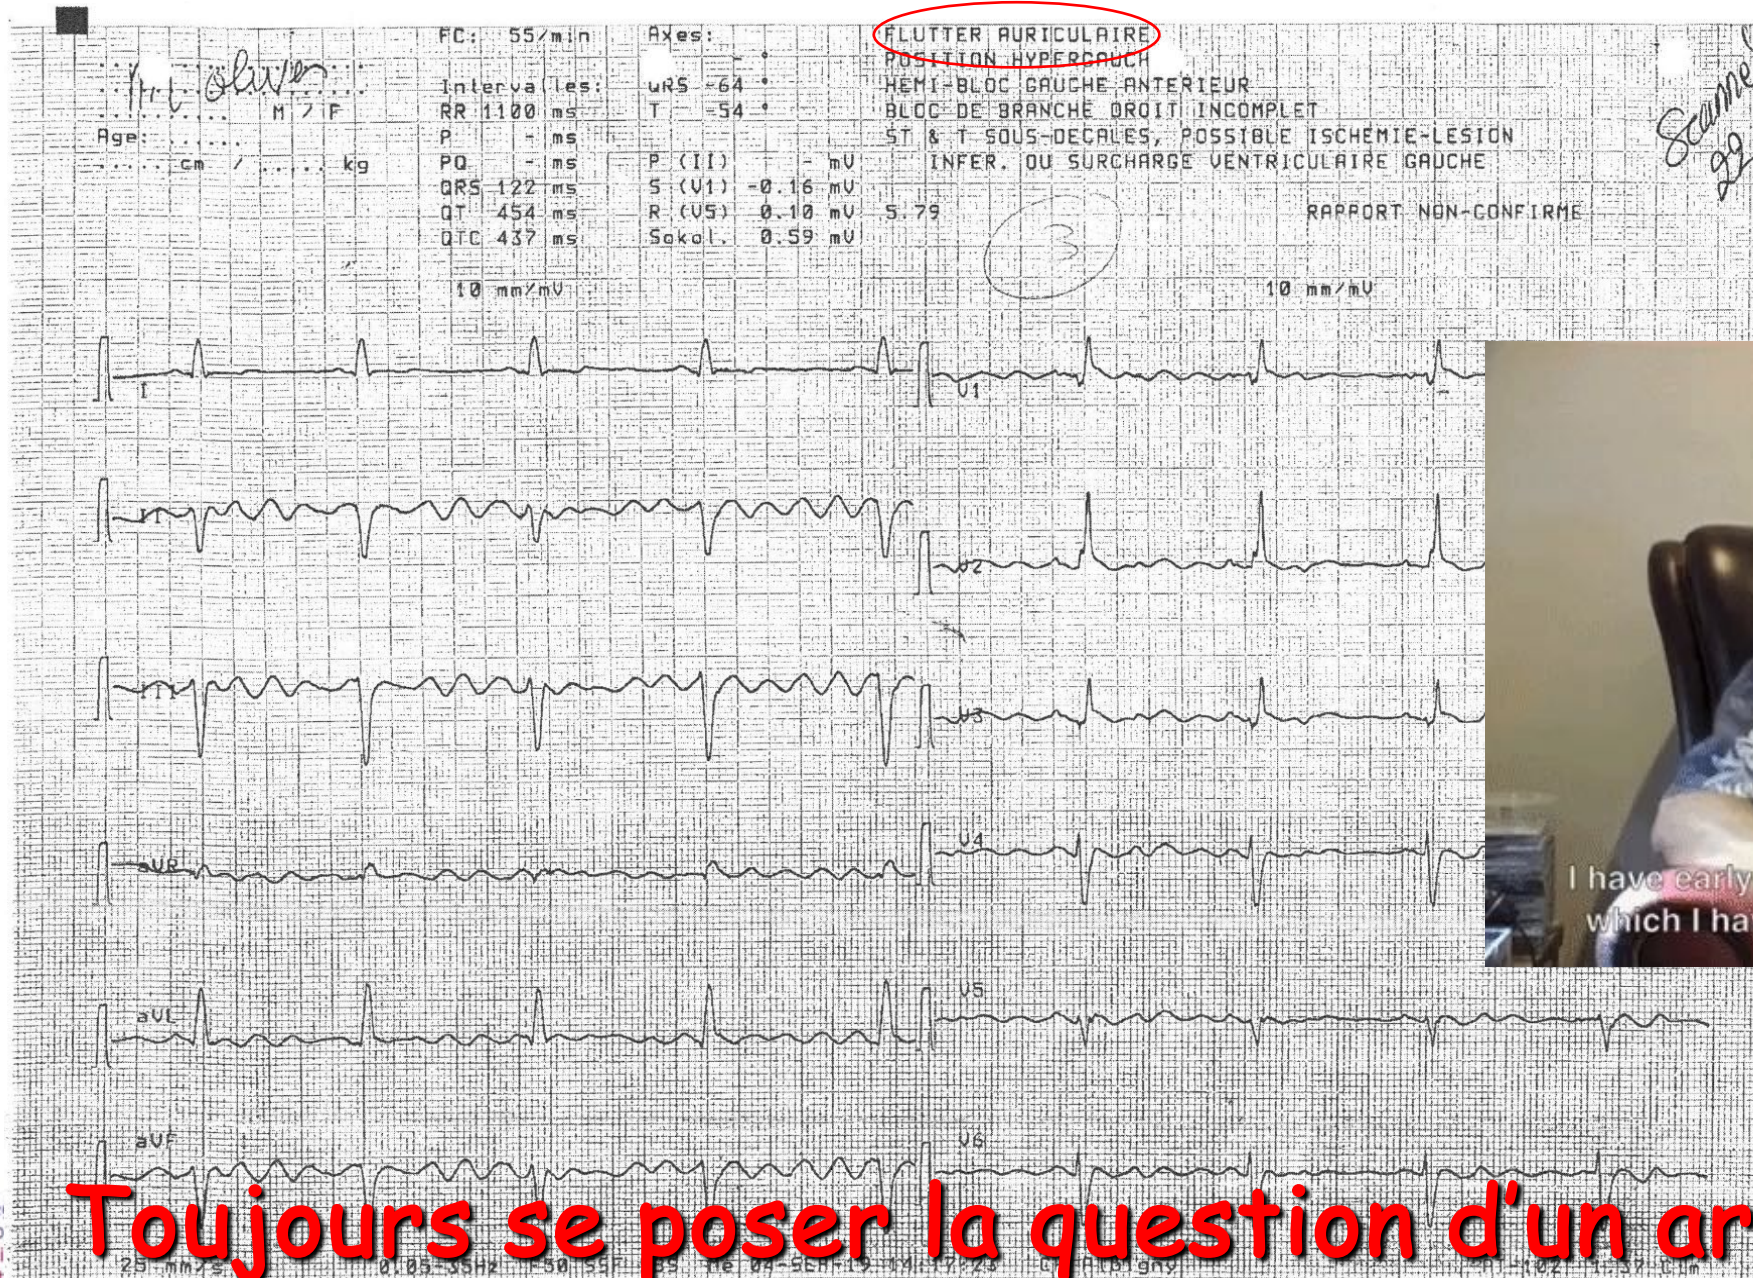 FC: 55/min
Axes:
FLUTTER AURICULAIRE
POSITION HYPERGAUCH
Intervalles:
QRS -64 °
HEMI-BLOC GAUCHE ANTERIEUR
M / F
RR 1100 ms
T -54 °
BLOC DE BRANCHE DROIT INCOMPLET
Age: ......
P - ms
ST & T SOUS-DECALES, POSSIBLE ISCHEMIE-LESION
..... cm / ..... kg
PQ - ms
P (II) - mV
INFER. OU SURCHARGE VENTRICULAIRE GAUCHE
QRS 122 ms
S (V1) -0.16 mV
QT 454 ms
R (V5) 0.10 mV 5.79
RAPPORT NON-CONFIRME
QTC 437 ms
Sokol. 0.59 mV
3
10 mm/mV
10 mm/mV
I
V1
II
V2
III
V3
aVR
V4
I have early
which I ha
aVL
V5
aVF
V6
Toujours se poser la question d'un ar
25 mm/s
0.05-35Hz